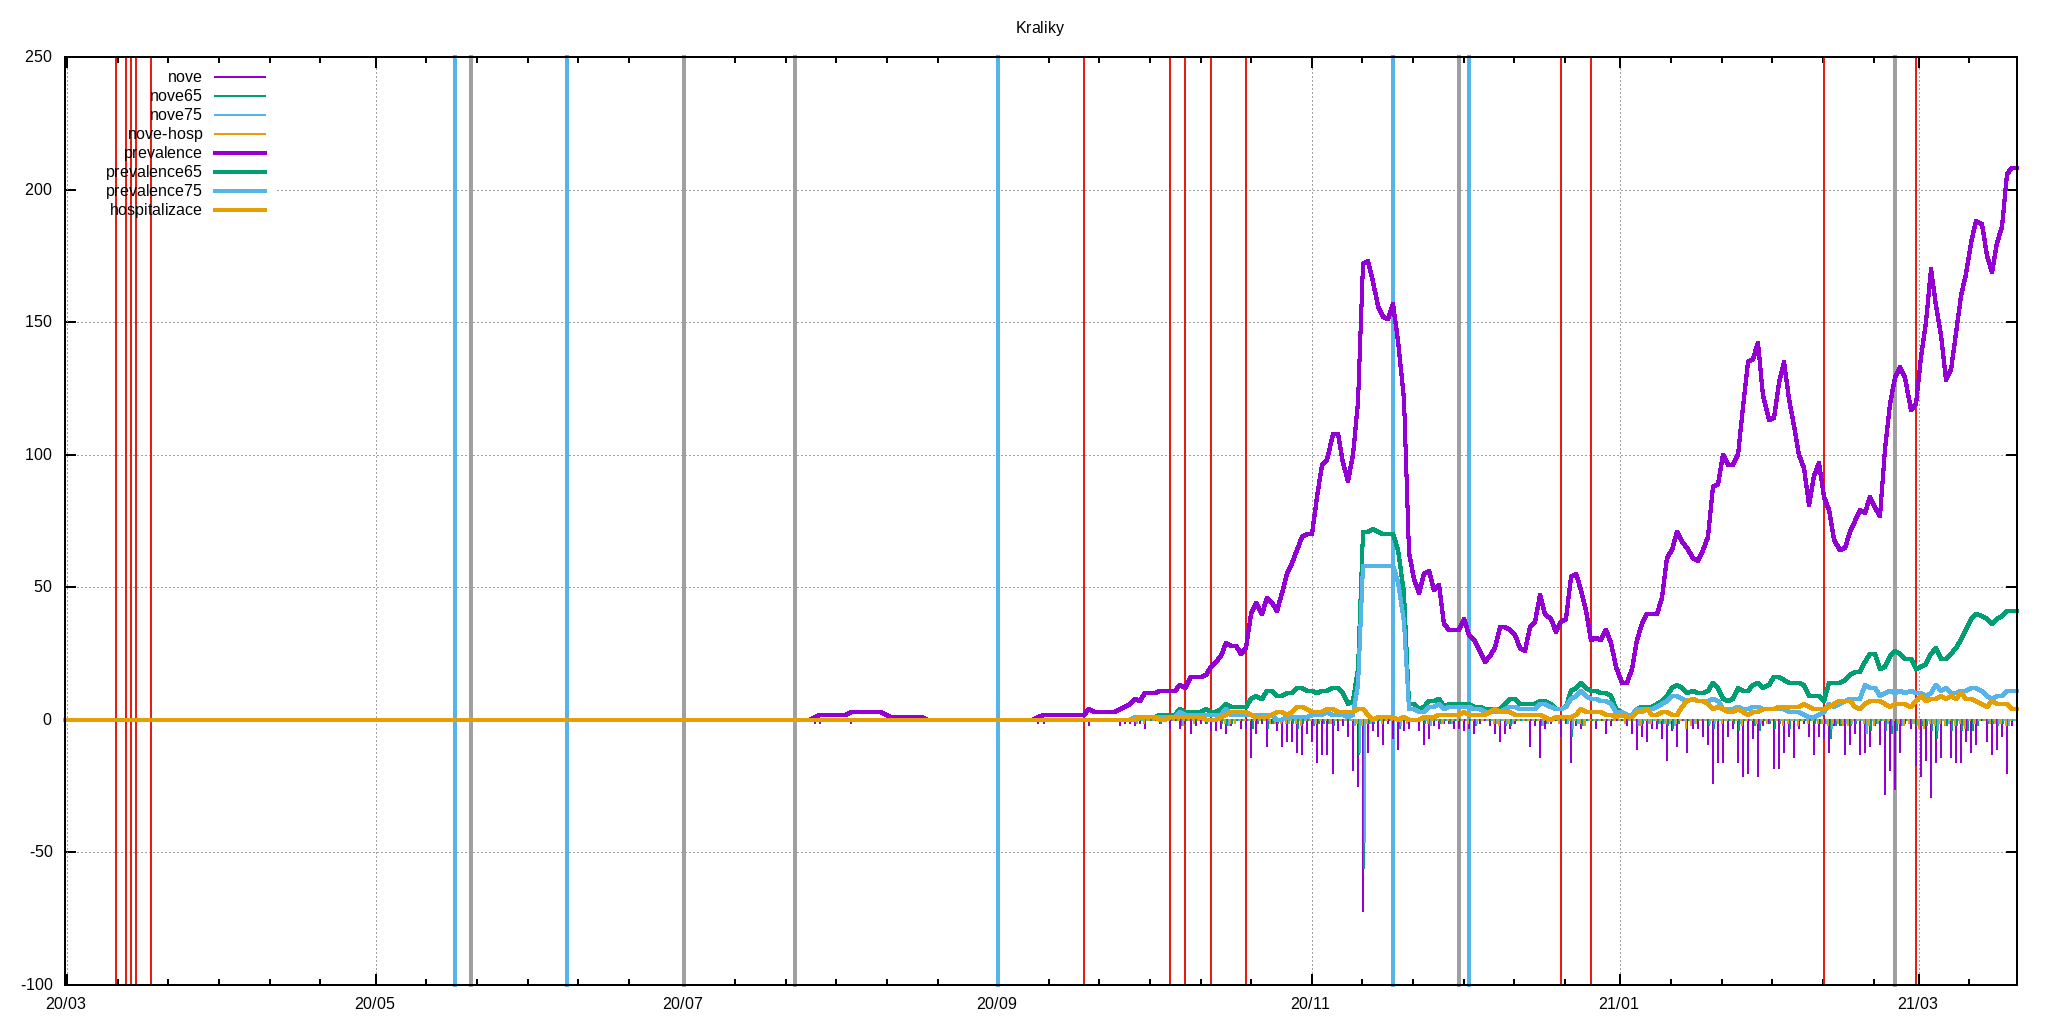 Kraliky
250
200
150
100
50
0
-50
-100
nove
nove65
nove75
nove-hosp
prevalence
prevalence65
prevalence75
hospitalizace
20/03 20/05 20/07 20/09 20/11 21/01 21/03